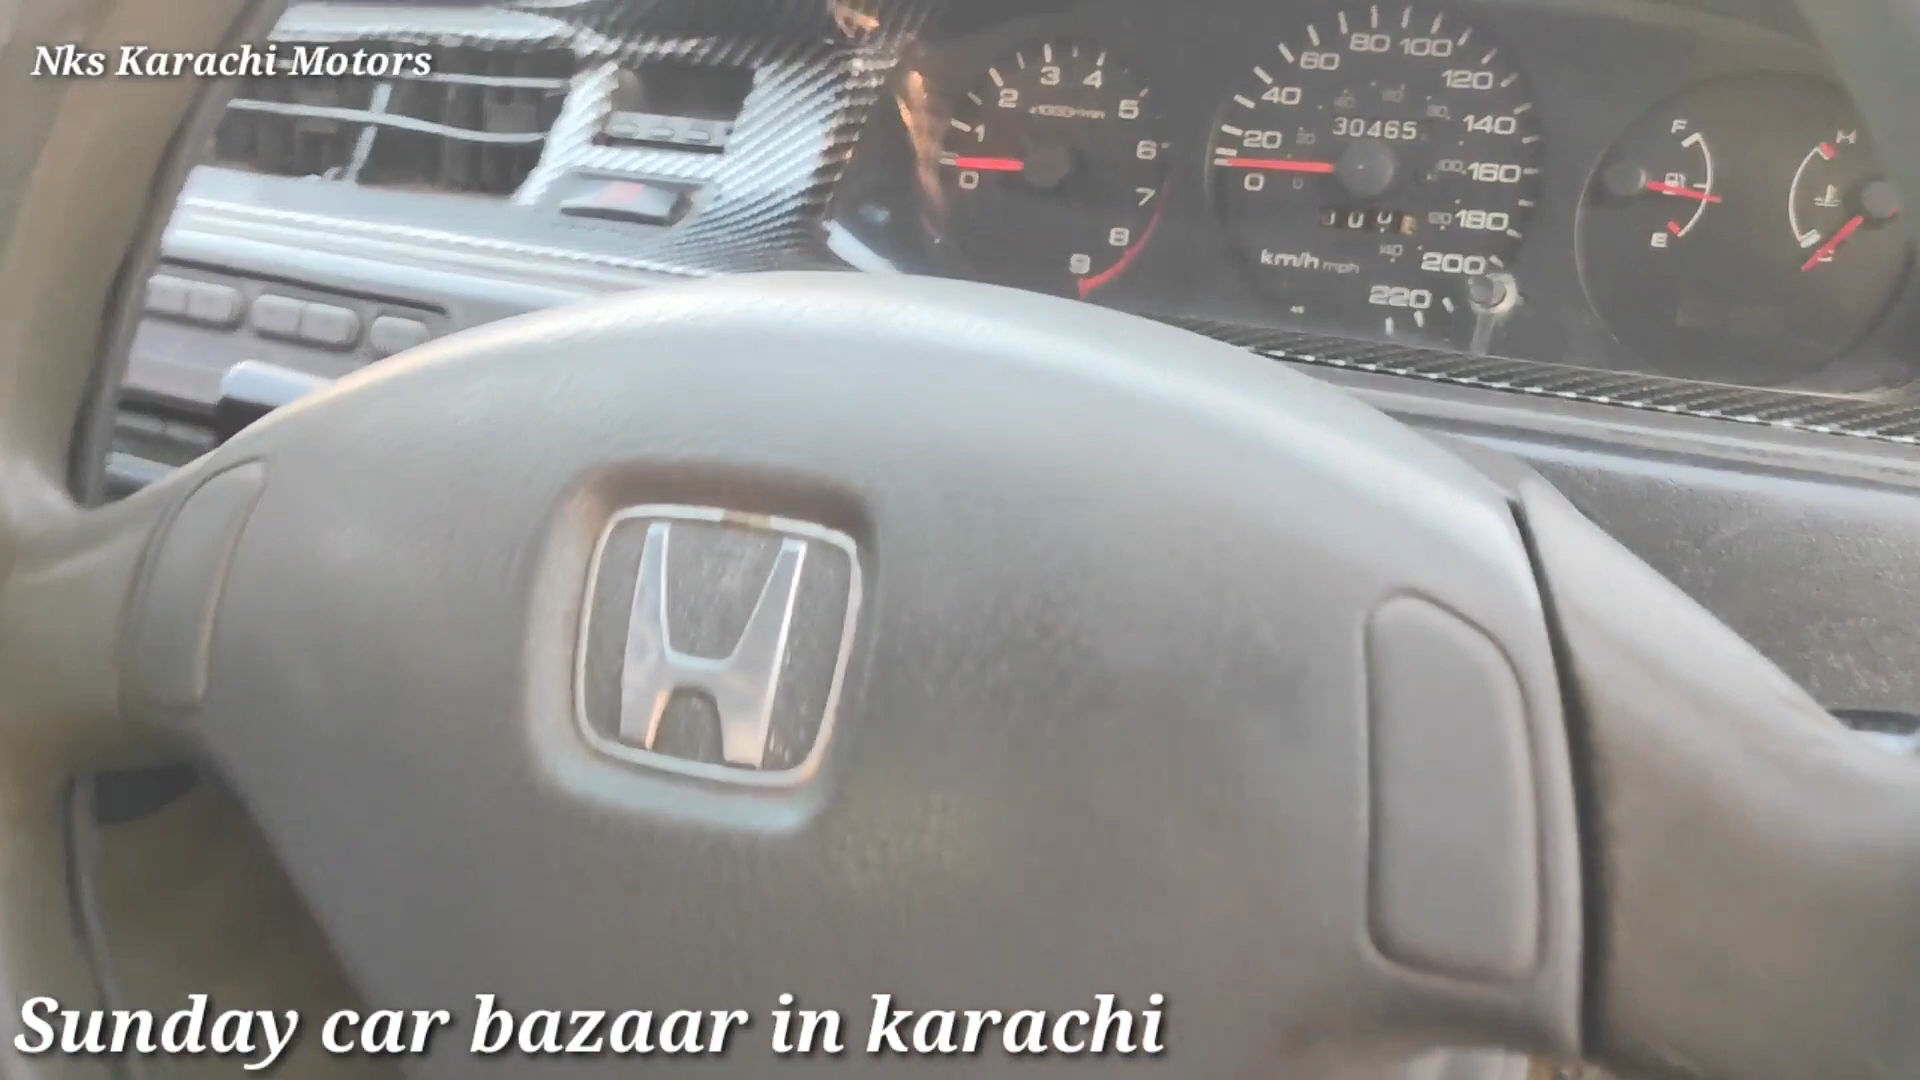 Nks Karachi Motors
0 1 2 3 4 5 6 7 8 9
0 20 40 60 80 100 120 140 160 180 200 220
30465
km/h mph
F
E
H
C
Sunday car bazaar in karachi